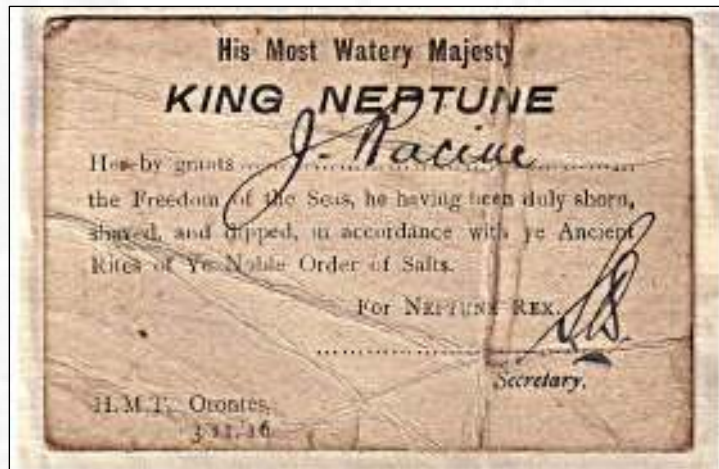 His Most Watery Majesty
KING NEPTUNE
Hereby grants J. Racine
the Freedom of the Seas, he having been duly shorn,
shaved, and dipped, in accordance with ye Ancient
Rites of Ye Noble Order of Salts.
For NEPTUNE REX.
Secretary.
H.M.T. Orontes,
3.11.16